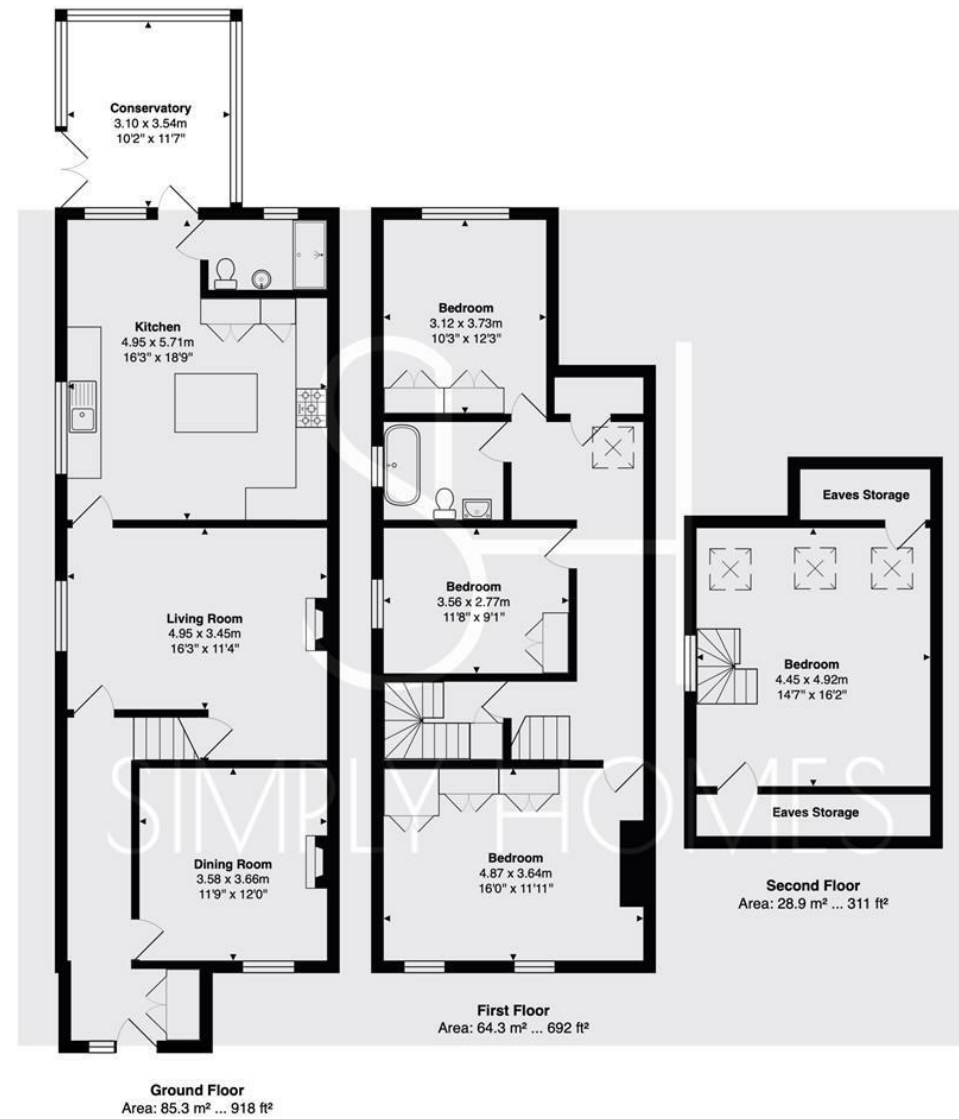 Conservatory
3.10 x 3.54m
10'2" x 11'7"
Kitchen
4.95 x 5.71m
16'3" x 18'9"
Living Room
4.95 x 3.45m
16'3" x 11'4"
Dining Room
3.58 x 3.66m
11'9" x 12'0"
Ground Floor
Area: 85.3 m² ... 918 ft²
Bedroom
3.12 x 3.73m
10'3" x 12'3"
Bedroom
3.56 x 2.77m
11'8" x 9'1"
Bedroom
4.87 x 3.64m
16'0" x 11'11"
First Floor
Area: 64.3 m² ... 692 ft²
Eaves Storage
Bedroom
4.45 x 4.92m
14'7" x 16'2"
Eaves Storage
Second Floor
Area: 28.9 m² ... 311 ft²
SH
SIMPLY HOMES